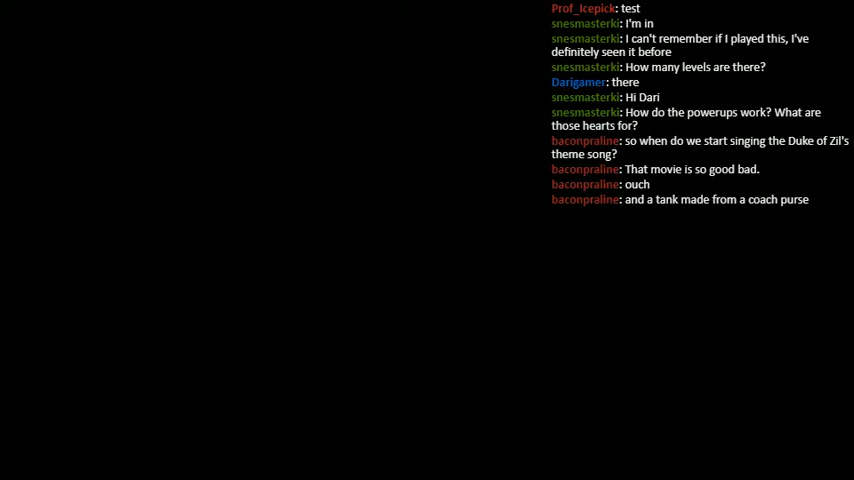 Prof_Icepick: test
snesmasterki: I'm in
snesmasterki: I can't remember if I played this, I've
definitely seen it before
snesmasterki: How many levels are there?
Darigamer: there
snesmasterki: Hi Dari
snesmasterki: How do the powerups work? What are
those hearts for?
baconpraline: so when do we start singing the Duke of Zil's
theme song?
baconpraline: That movie is so good bad.
baconpraline: ouch
baconpraline: and a tank made from a coach purse